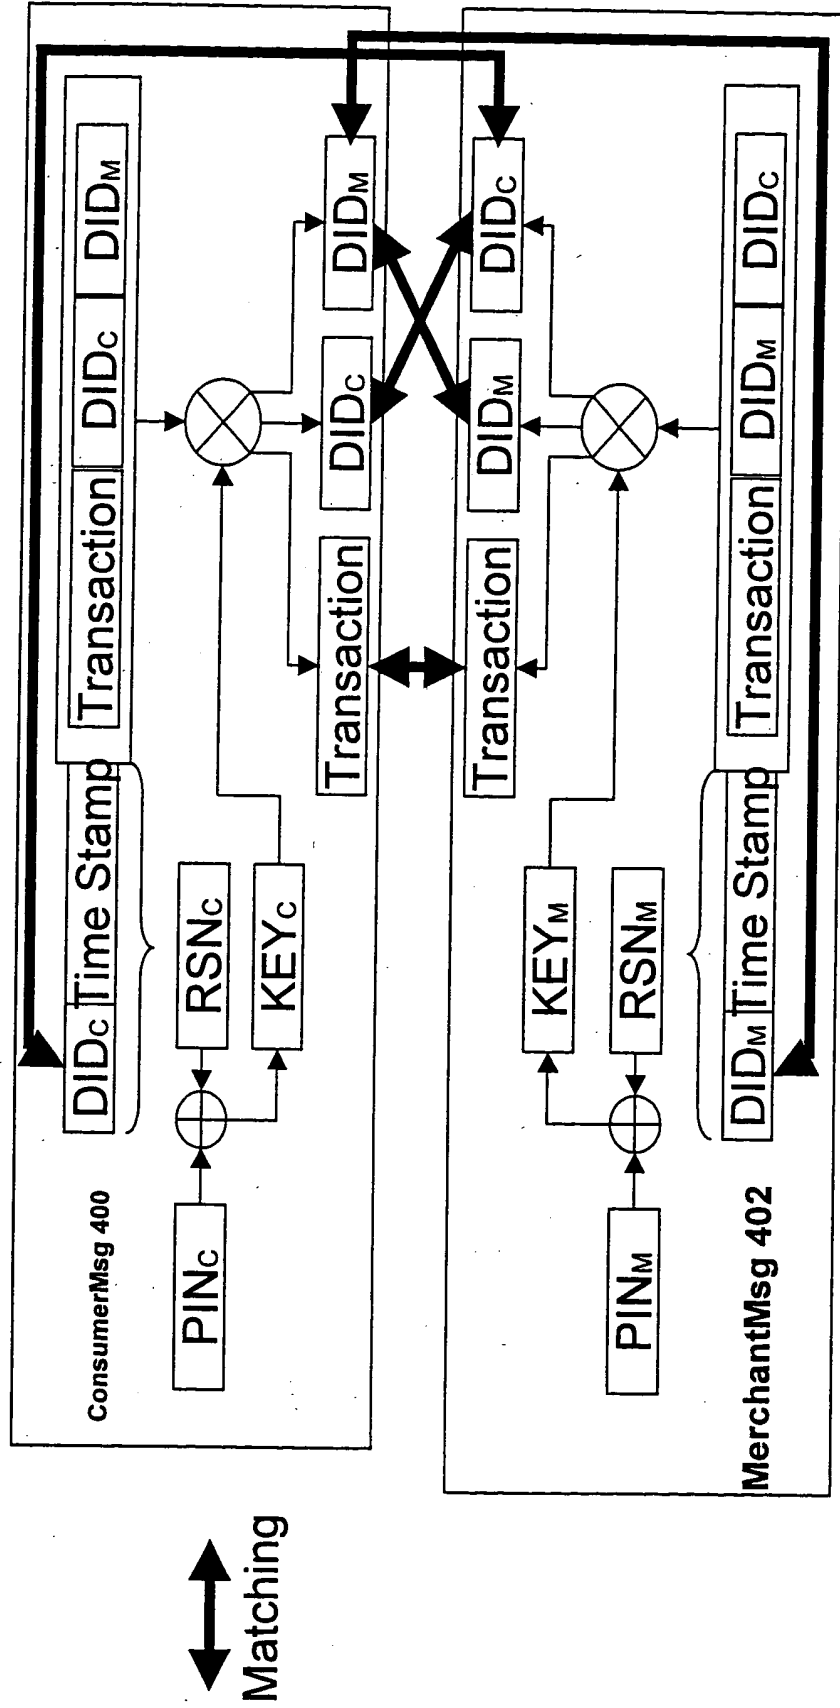 ConsumerMsg 400
DIDC Time Stamp Transaction DIDC DIDM
PINC
RSNC
KEYC
Transaction DIDC DIDM
Transaction DIDM DIDC
KEYM
RSNM
PINM
DIDM Time Stamp Transaction DIDM DIDC
MerchantMsg 402
Matching